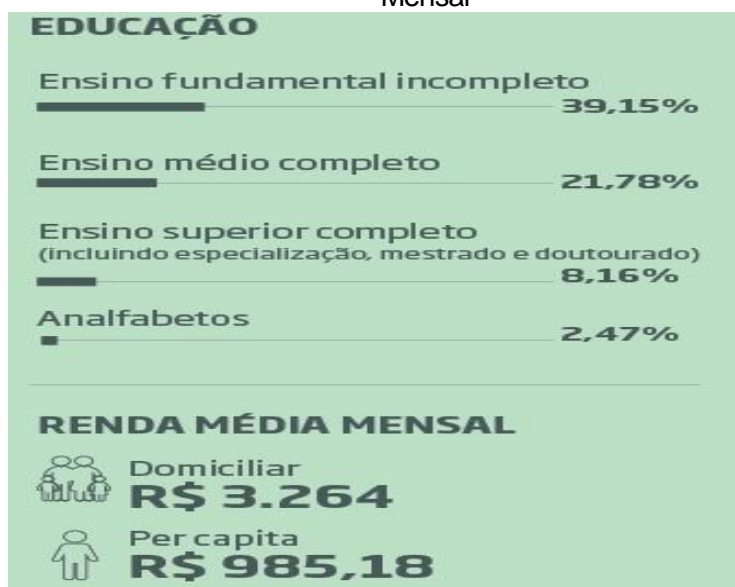 Mensal
EDUCAÇÃO
Ensino fundamental incompleto
39,15%
Ensino médio completo
21,78%
Ensino superior completo
(incluindo especialização, mestrado e doutourado)
8,16%
Analfabetos
2,47%
RENDA MÉDIA MENSAL
Domiciliar
R$ 3.264
Per capita
R$ 985,18